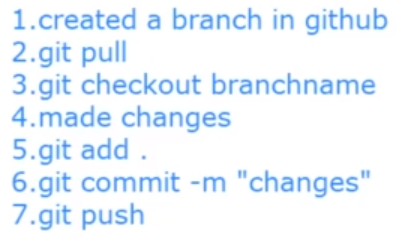 1.created a branch in github
2.git pull
3.git checkout branchname
4.made changes
5.git add .
6.git commit -m "changes"
7.git push